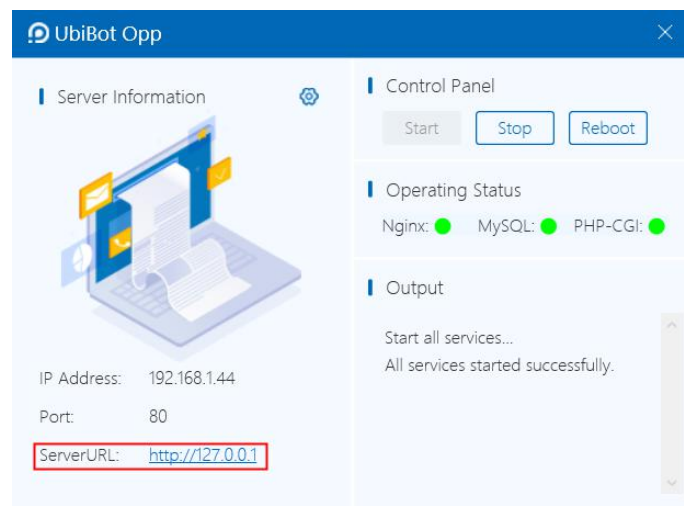 UbiBot Opp
Server Information
IP Address: 192.168.1.44
Port: 80
ServerURL: http://127.0.0.1
Control Panel
Start Stop Reboot
Operating Status
Nginx: MySQL: PHP-CGI:
Output
Start all services...
All services started successfully.